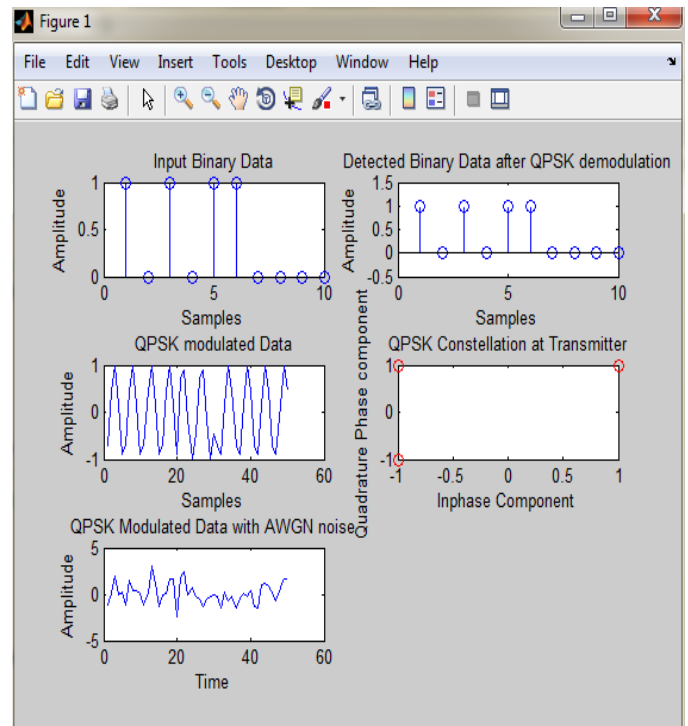 Figure 1
File Edit View Insert Tools Desktop Window Help
Input Binary Data
Amplitude
1
0.5
0
0 5 10
Samples
Detected Binary Data after QPSK demodulation
Amplitude
1.5
1
0.5
0
-0.5
0 5 10
Samples
QPSK modulated Data
Amplitude
1
0
-1
0 20 40 60
Samples
QPSK Constellation at Transmitter
Quadrature Phase component
1
0
-1
-1 -0.5 0 0.5 1
Inphase Component
QPSK Modulated Data with AWGN noise
Amplitude
5
0
-5
0 20 40 60
Time